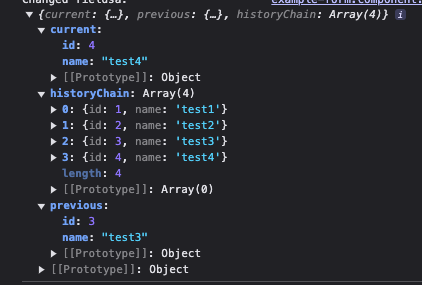 Changed fieldsa:
example-form.component.
▼ {current: {…}, previous: {…}, historyChain: Array(4)} i
▼ current:
id: 4
name: "test4"
▶ [[Prototype]]: Object
▼ historyChain: Array(4)
▶ 0: {id: 1, name: 'test1'}
▶ 1: {id: 2, name: 'test2'}
▶ 2: {id: 3, name: 'test3'}
▶ 3: {id: 4, name: 'test4'}
length: 4
▶ [[Prototype]]: Array(0)
▼ previous:
id: 3
name: "test3"
▶ [[Prototype]]: Object
▶ [[Prototype]]: Object